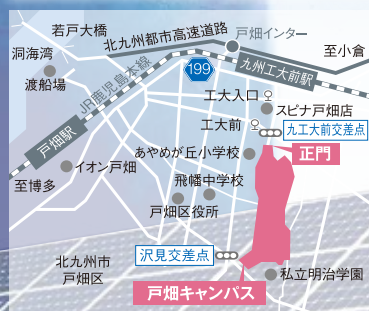 若戸大橋
北九州都市高速道路
戸畑インター
至小倉
洞海湾
渡船場
JR鹿児島本線
199
九州工大前駅
工大入口
スピナ戸畑店
工大前
九工大前交差点
戸畑駅
あやめが丘小学校
正門
イオン戸畑
至博多
飛幡中学校
戸畑区役所
沢見交差点
北九州市
戸畑区
私立明治学園
戸畑キャンパス